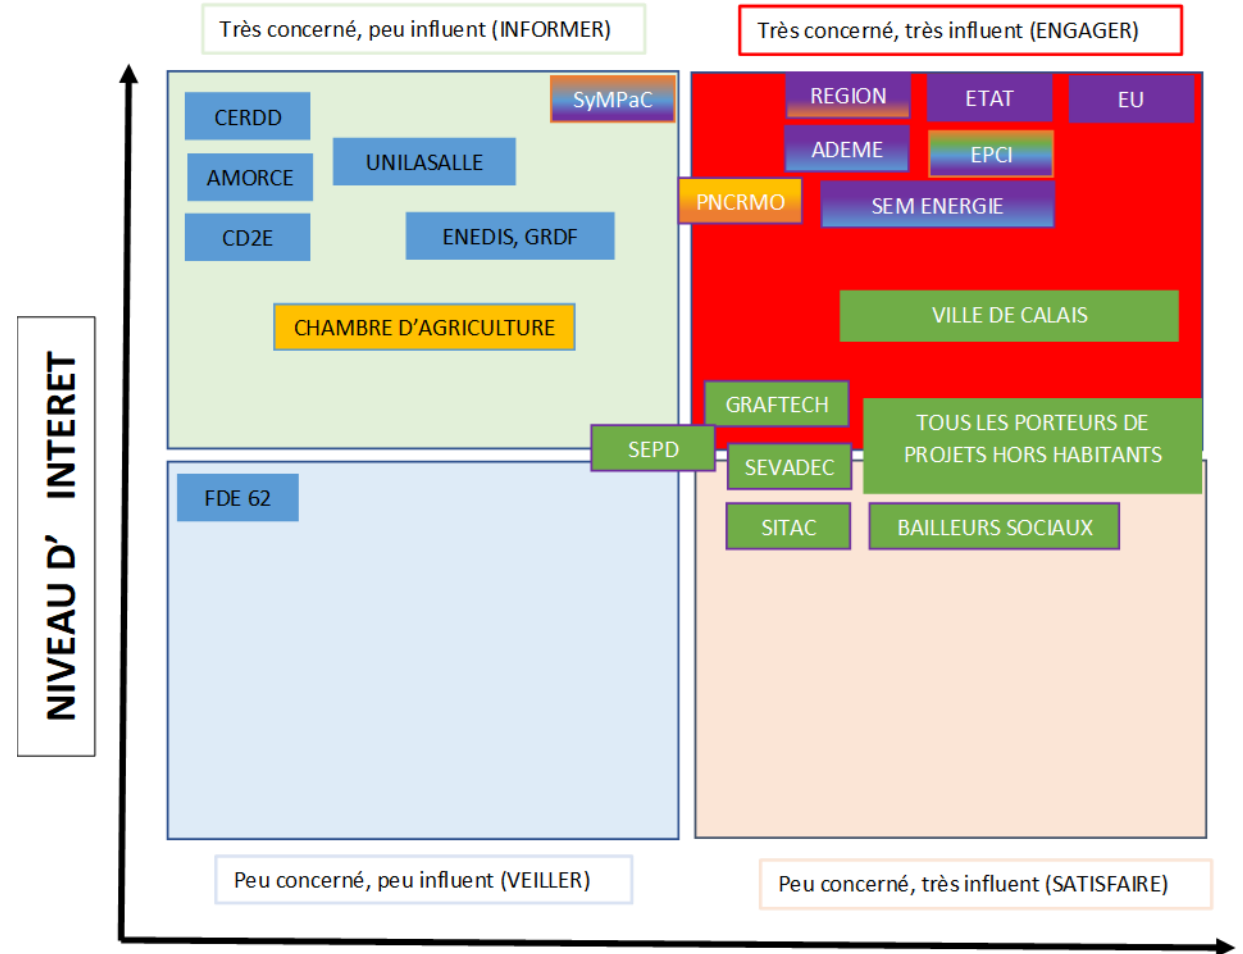 Très concerné, peu influent (INFORMER)
Très concerné, très influent (ENGAGER)
SyMPaC
CERDD
UNILASALLE
AMORCE
CD2E
ENEDIS, GRDF
CHAMBRE D’AGRICULTURE
REGION
ETAT
EU
ADEME
EPCI
PNCRMO
SEM ENERGIE
VILLE DE CALAIS
GRAFTECH
TOUS LES PORTEURS DE
PROJETS HORS HABITANTS
SEPD
SEVADEC
FDE 62
SITAC
BAILLEURS SOCIAUX
NIVEAU D’ INTERET
Peu concerné, peu influent (VEILLER)
Peu concerné, très influent (SATISFAIRE)